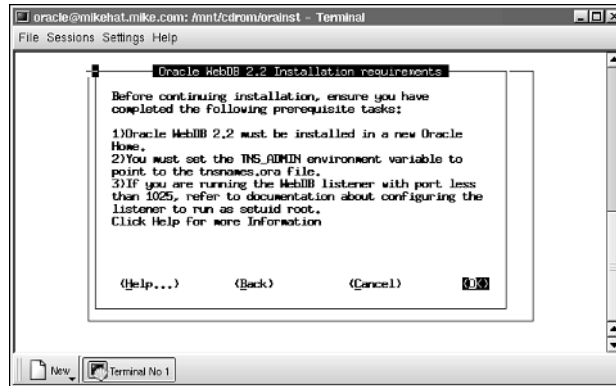 oracle@mikehat.mike.com: /mnt/cdrom/orainst - Terminal
File Sessions Settings Help
Oracle WebDB 2.2 Installation requirements
Before continuing installation, ensure you have
completed the following prerequisite tasks:
1)Oracle WebDB 2.2 must be installed in a new Oracle
Home.
2)You must set the TNS_ADMIN environment variable to
point to the tnsnames.ora file.
3)If you are running the WebDB listener with port less
than 1025, refer to documentation about configuring the
listener to run as setuid root.
Click Help for more Information
(Help...) (Back) (Cancel) (OK)
New Terminal No 1